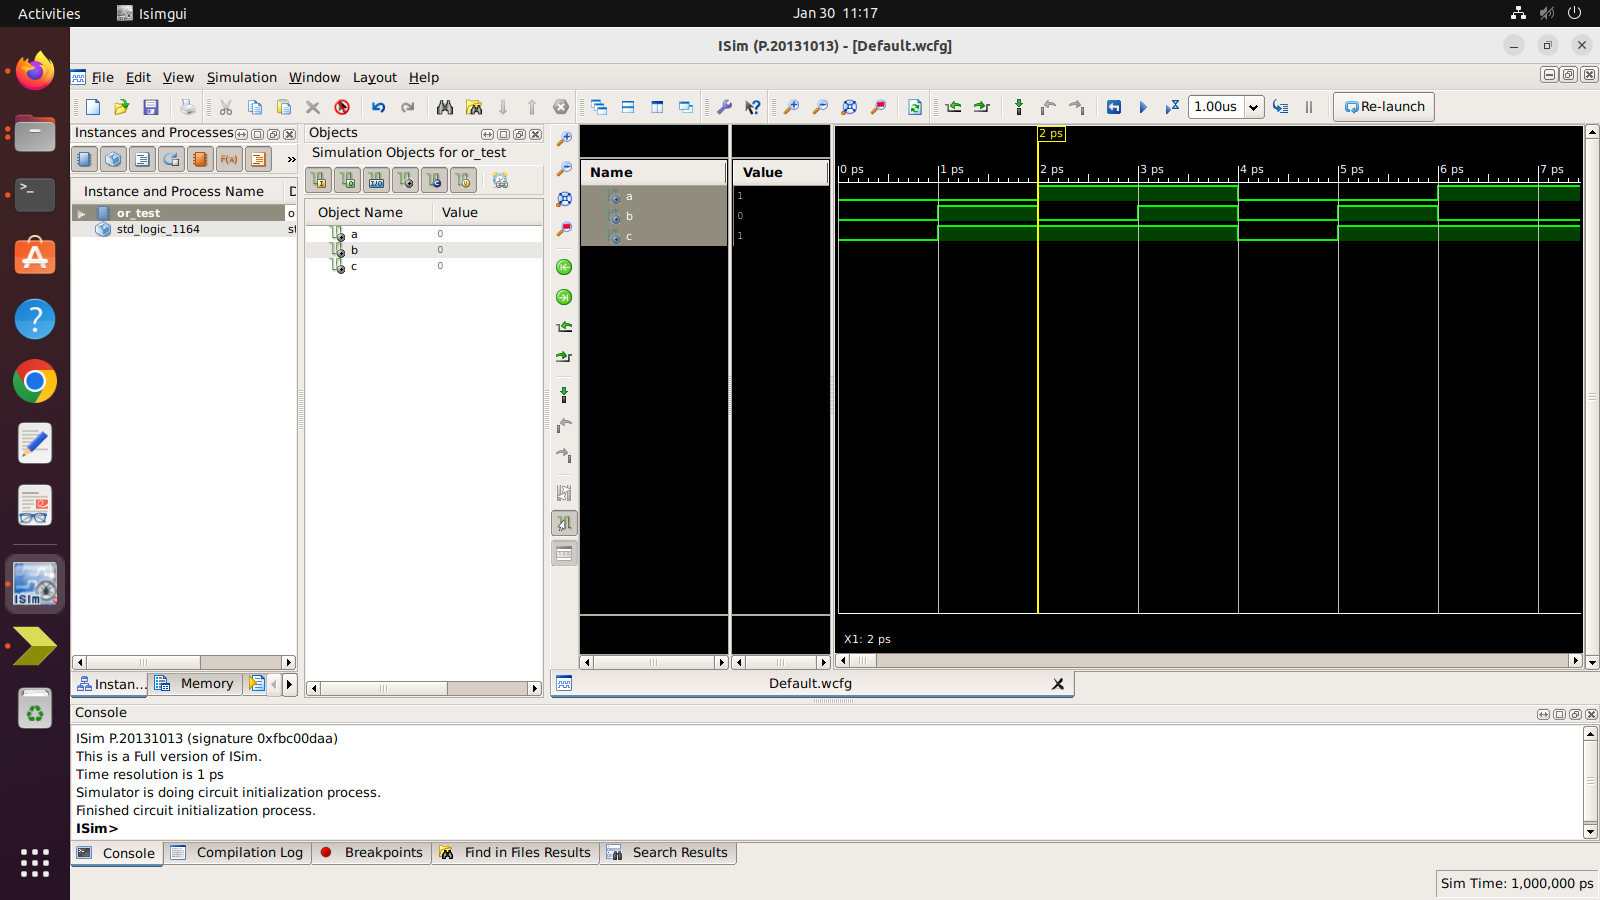 Activities
Isimgui
Jan 30 11:17
ISim (P.20131013) - [Default.wcfg]
File Edit View Simulation Window Layout Help
1.00us
Re-launch
Instances and Processes
F(x)
»
Instance and Process Name
D
or_test
o
std_logic_1164
st
Instan...
Memory
Objects
Simulation Objects for or_test
Object Name Value
a 0
b 0
c 0
Name Value
a 1
b 0
c 1
2 ps
0 ps 1 ps 2 ps 3 ps 4 ps 5 ps 6 ps 7 ps
X1: 2 ps
Default.wcfg
Console
ISim P.20131013 (signature 0xfbc00daa)
This is a Full version of ISim.
Time resolution is 1 ps
Simulator is doing circuit initialization process.
Finished circuit initialization process.
ISim>
Console Compilation Log Breakpoints Find in Files Results Search Results
Sim Time: 1,000,000 ps
ISim